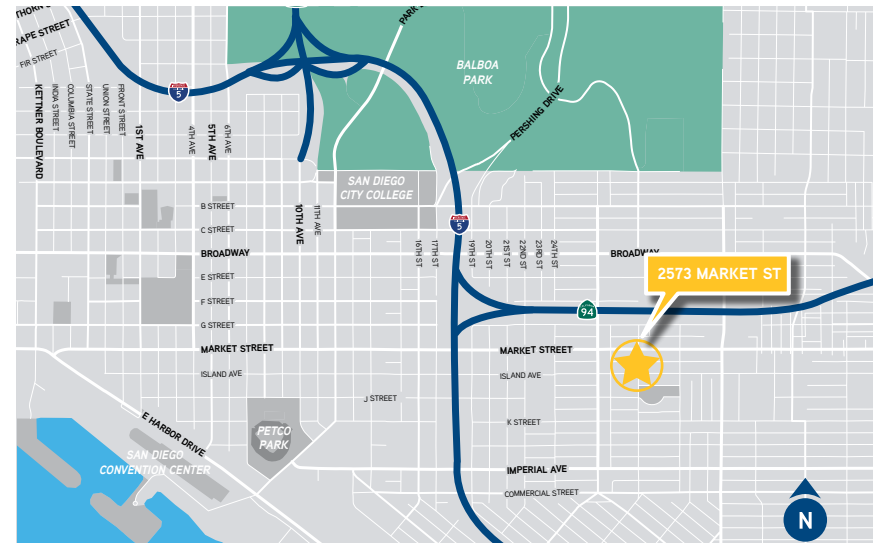 THORN
GRAPE STREET
FIR STREET
PARK
BALBOA
PARK
PERSHING DRIVE
5
KETTNER BOULEVARD
INDIA STREET
COLUMBIA STREET
STATE STREET
UNION STREET
FRONT STREET
1ST AVE
4TH AVE
5TH AVE
6TH AVE
SAN DIEGO
CITY COLLEGE
10TH AVE
11TH AVE
B STREET
C STREET
BROADWAY
E STREET
F STREET
G STREET
MARKET STREET
ISLAND AVE
5
16TH ST
17TH ST
19TH ST
20TH ST
21ST ST
22ND ST
23RD ST
24TH ST
BROADWAY
2573 MARKET ST
94
MARKET STREET
ISLAND AVE
J STREET
K STREET
E HARBOR DRIVE
PETCO
PARK
SAN DIEGO
CONVENTION CENTER
IMPERIAL AVE
COMMERCIAL STREET
N